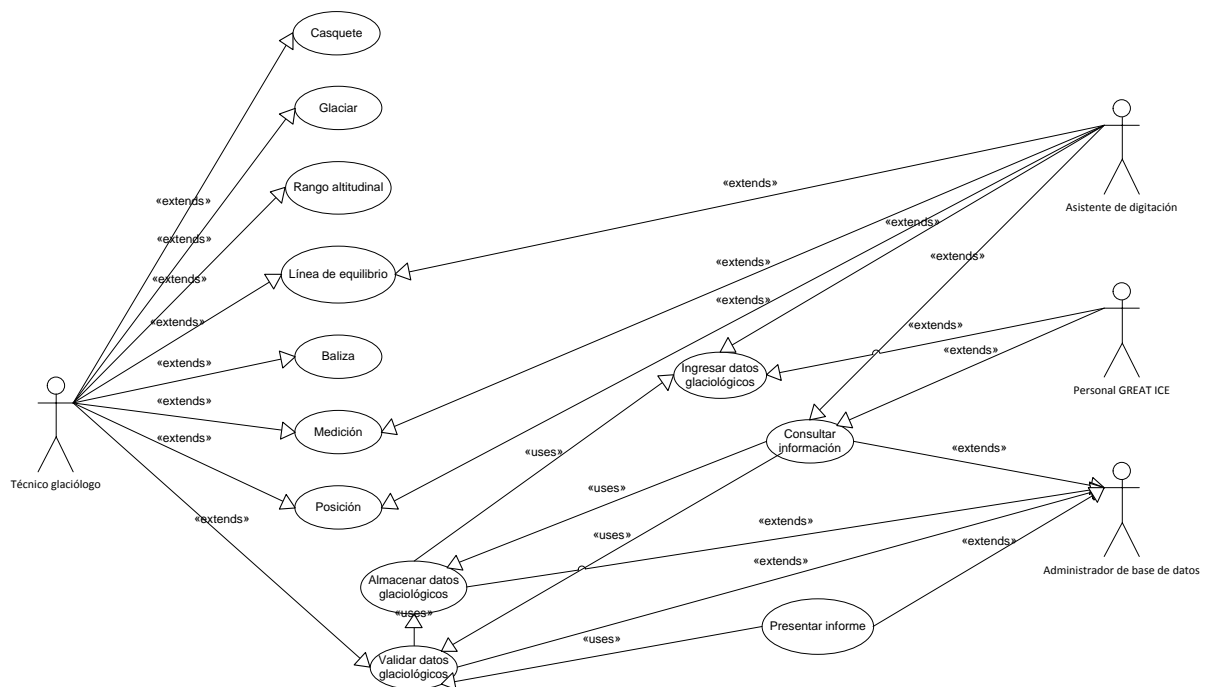 Casquete
Glaciar
Rango altitudinal
«extends»
Asistente de digitación
«extends»
«extends»
«extends»
«extends»
Línea de equilibrio
«extends»
«extends»
«extends»
«extends»
«extends»
«extends»
Baliza
«extends»
«extends»
Ingresar datos
glaciológicos
Personal GREAT ICE
«extends»
Medición
«extends»
Consultar
información
«extends»
«uses»
Técnico glaciólogo
«uses»
Posición
«extends»
«extends»
«uses»
«extends»
Almacenar datos
glaciológicos
«extends»
Administrador de base de datos
«uses»
Presentar informe
«uses»
Validar datos
glaciológicos